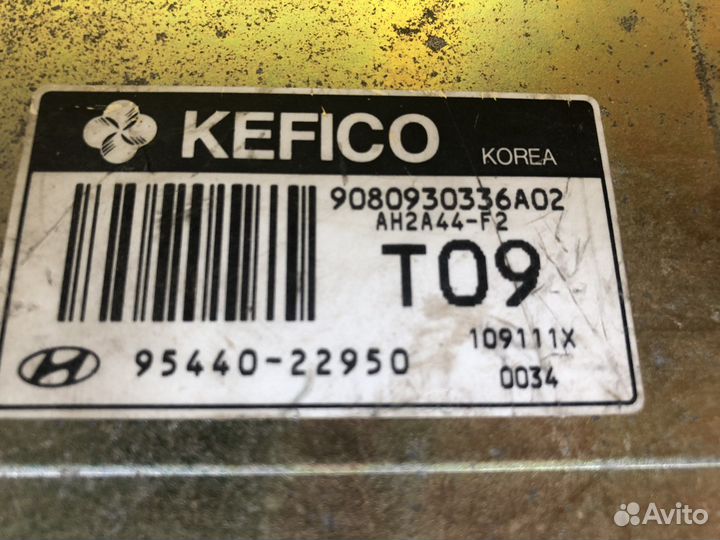 KEFICO KOREA
9080930336A02
AH2A44-F2
T09
95440-22950
109111X
0034
Avito